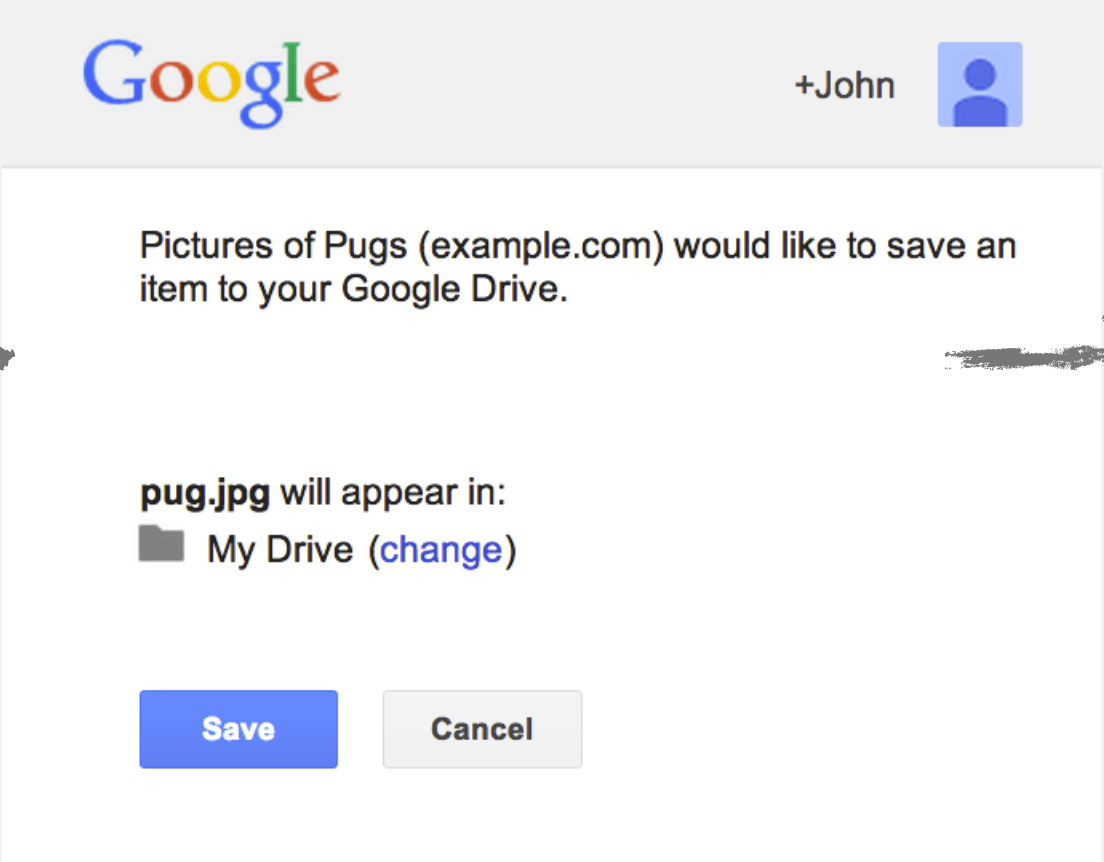 Google
+John
Pictures of Pugs (example.com) would like to save an
item to your Google Drive.
pug.jpg will appear in:
My Drive (change)
Save
Cancel